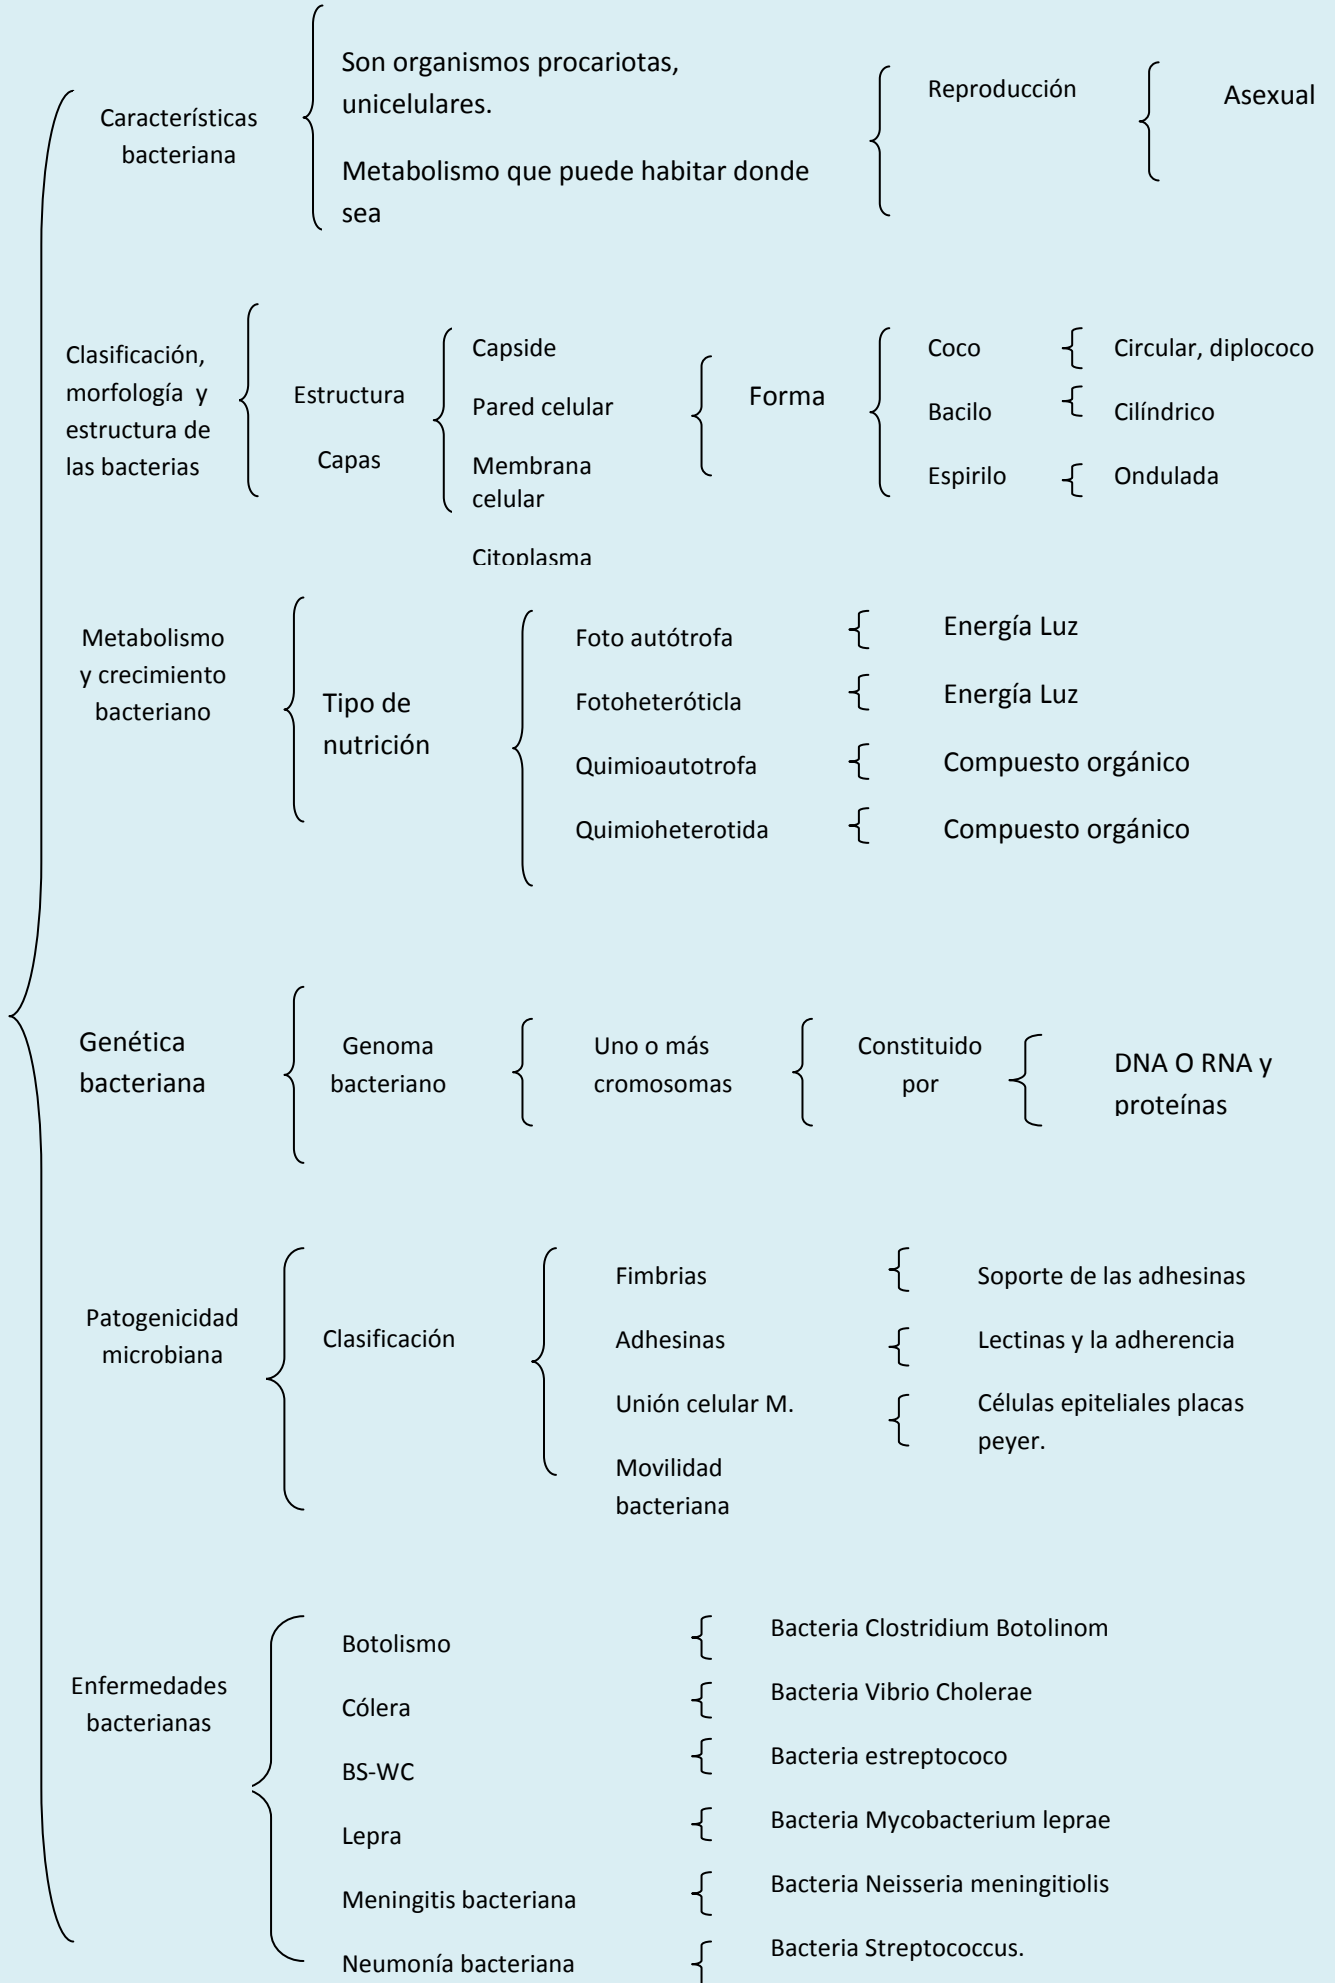 Características
bacteriana
Son organismos procariotas,
unicelulares.
Metabolismo que puede habitar donde
sea
Reproducción
Asexual
Clasificación,
morfología y
estructura de
las bacterias
Estructura
Capas
Capside
Pared celular
Membrana
celular
Citoplasma
Forma
Coco
Circular, diplococo
Bacilo
Cilíndrico
Espirilo
Ondulada
Metabolismo
y crecimiento
bacteriano
Tipo de
nutrición
Foto autótrofa
Energía Luz
Fotoheteróticla
Energía Luz
Quimioautotrofa
Compuesto orgánico
Quimioheterotida
Compuesto orgánico
Genética
bacteriana
Genoma
bacteriano
Uno o más
cromosomas
Constituido
por
DNA O RNA y
proteínas
Patogenicidad
microbiana
Clasificación
Fimbrias
Soporte de las adhesinas
Adhesinas
Lectinas y la adherencia
Unión celular M.
Células epiteliales placas
peyer.
Movilidad
bacteriana
Enfermedades
bacterianas
Botolismo
Bacteria Clostridium Botolinom
Cólera
Bacteria Vibrio Cholerae
BS-WC
Bacteria estreptococo
Lepra
Bacteria Mycobacterium leprae
Meningitis bacteriana
Bacteria Neisseria meningitiolis
Neumonía bacteriana
Bacteria Streptococcus.